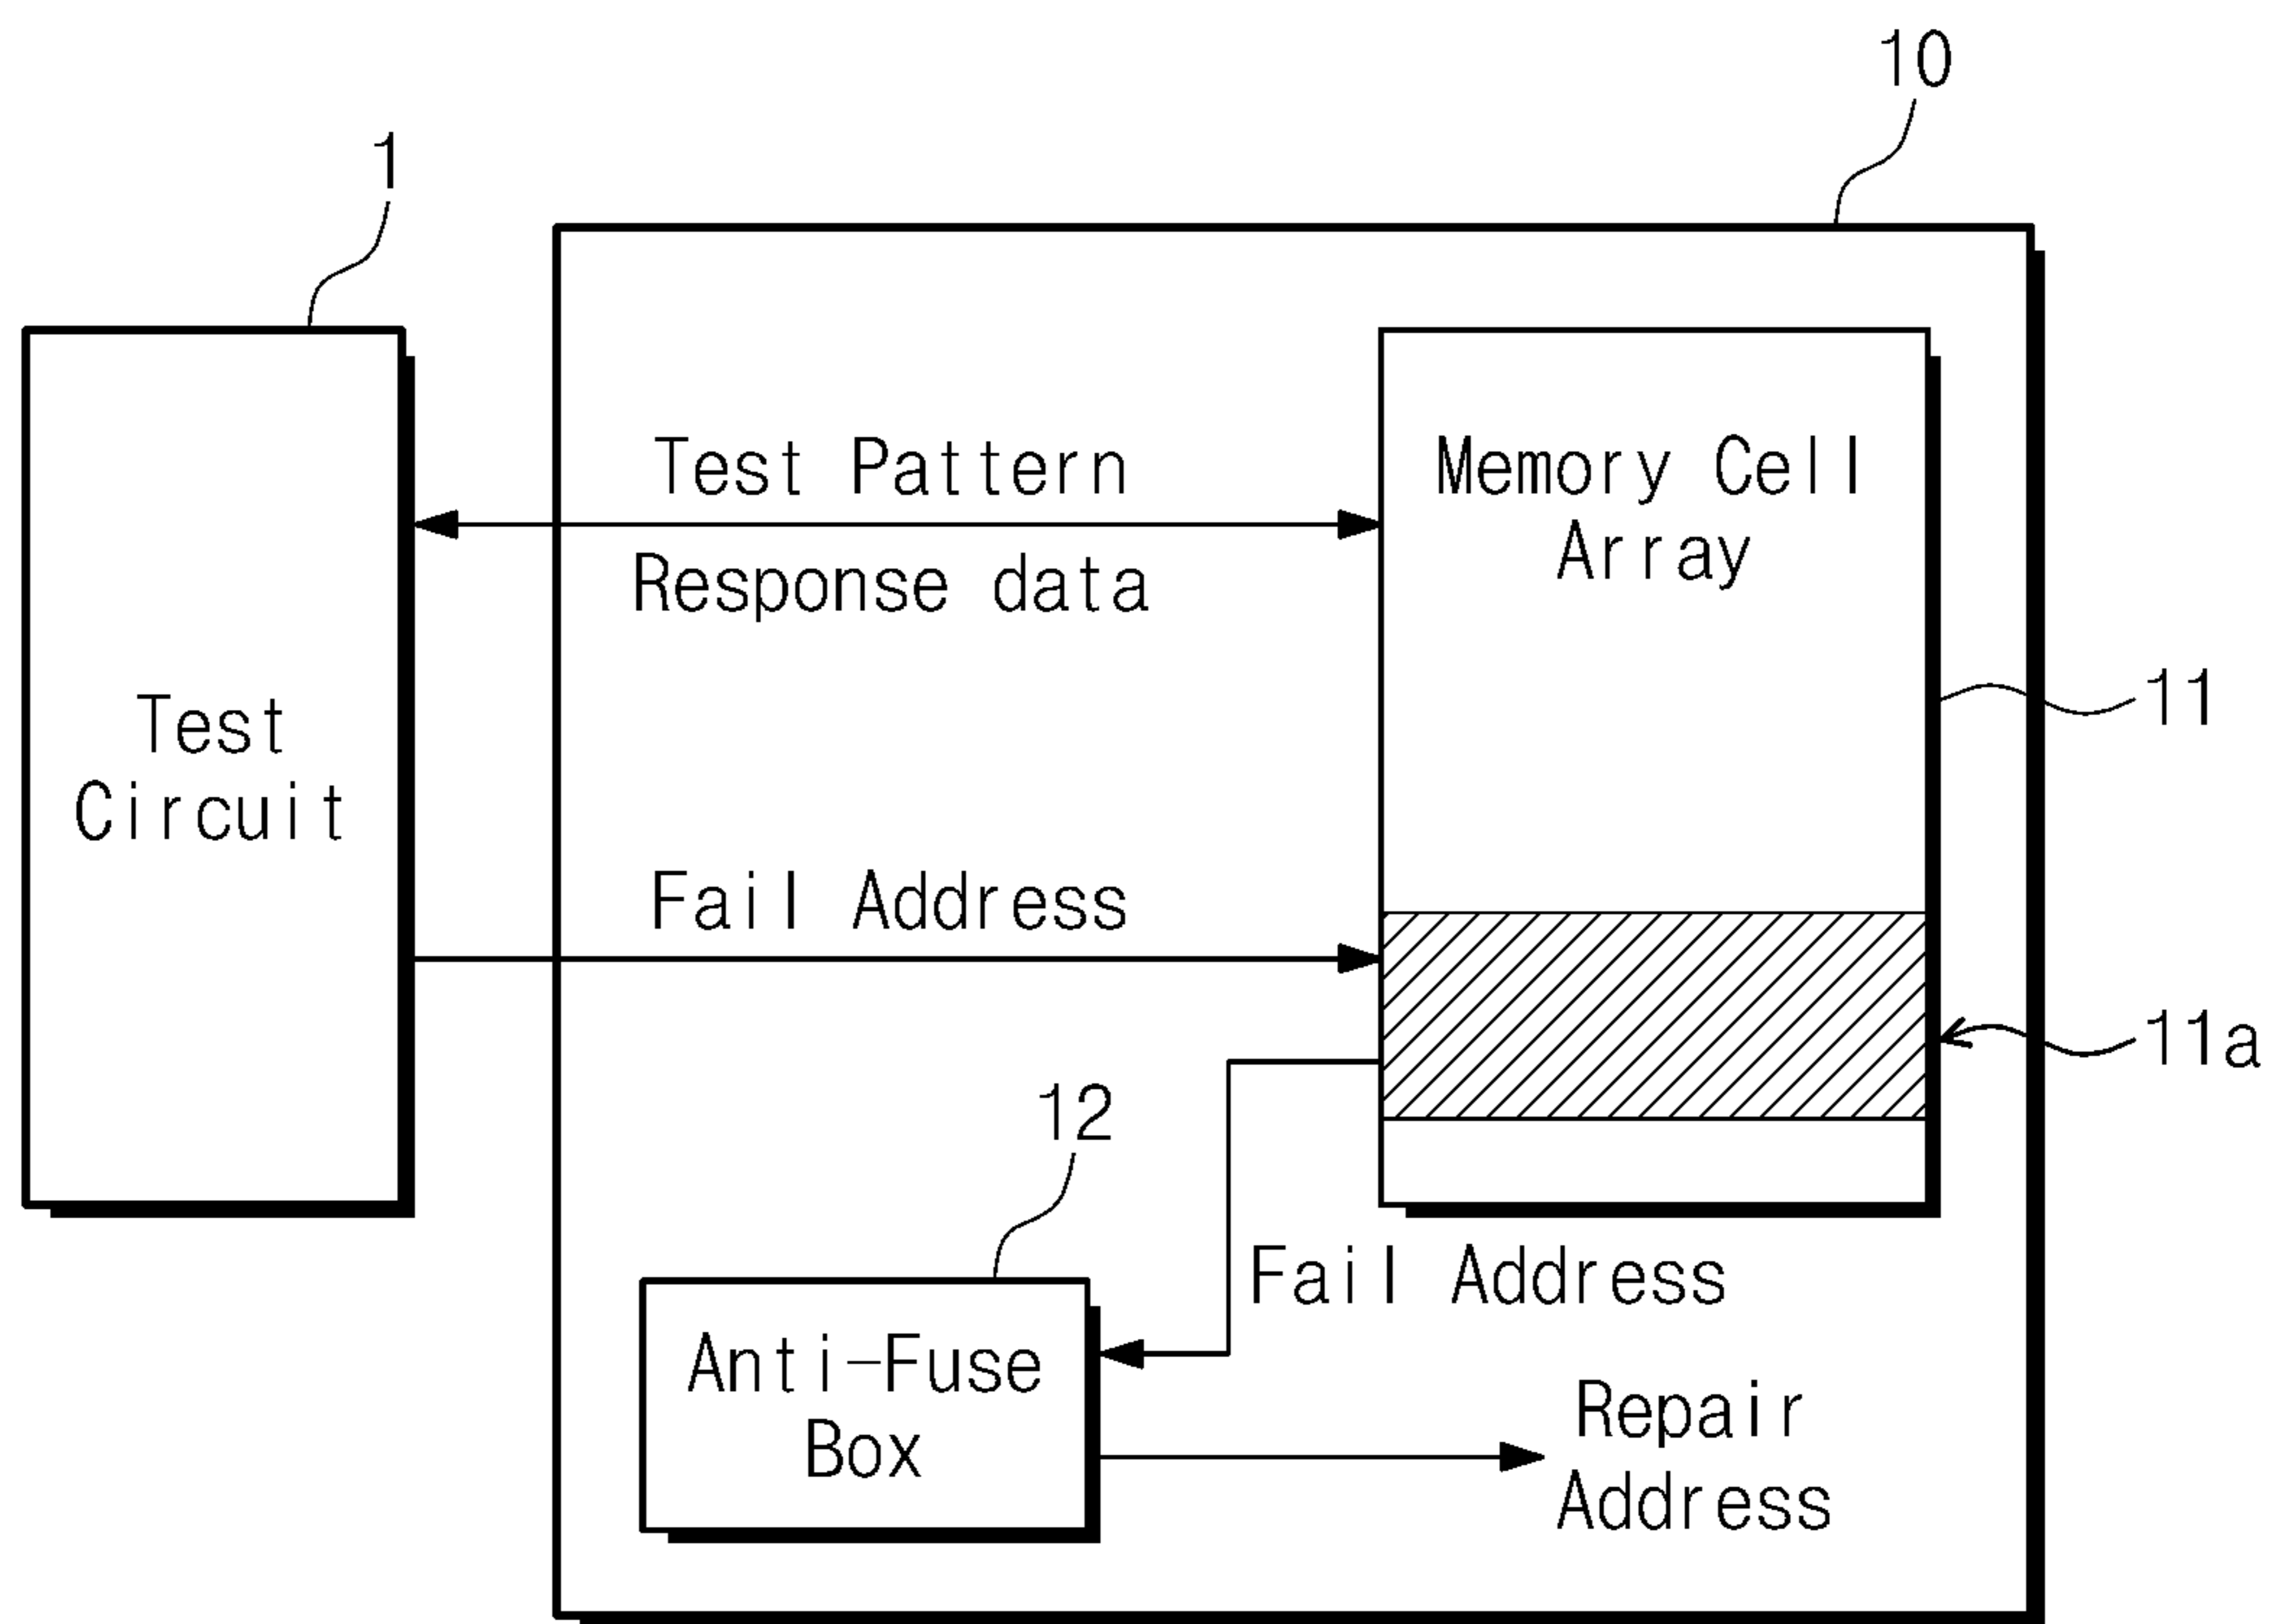 10
1
Test Pattern
Response data
Memory Cell
Array
11
Test
Circuit
Fail Address
11a
12
Fail Address
Anti-Fuse
Box
Repair
Address